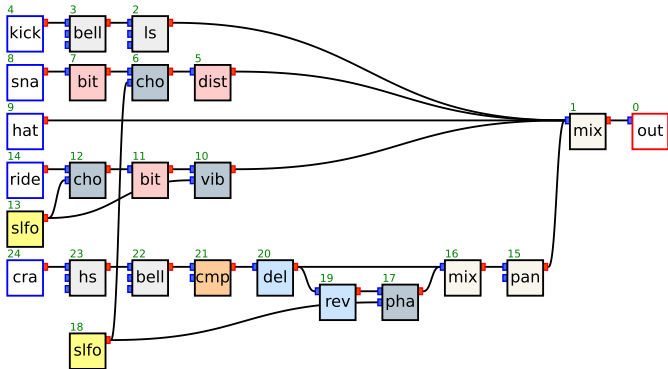 4 3 2
kick bell ls
8 7 6 5
sna bit cho dist
9 1 0
hat mix out
14 12 11 10
ride cho bit vib
13
slfo
24 23 22 21 20 16 15
cra hs bell cmp del mix pan
19 17
rev pha
18
slfo